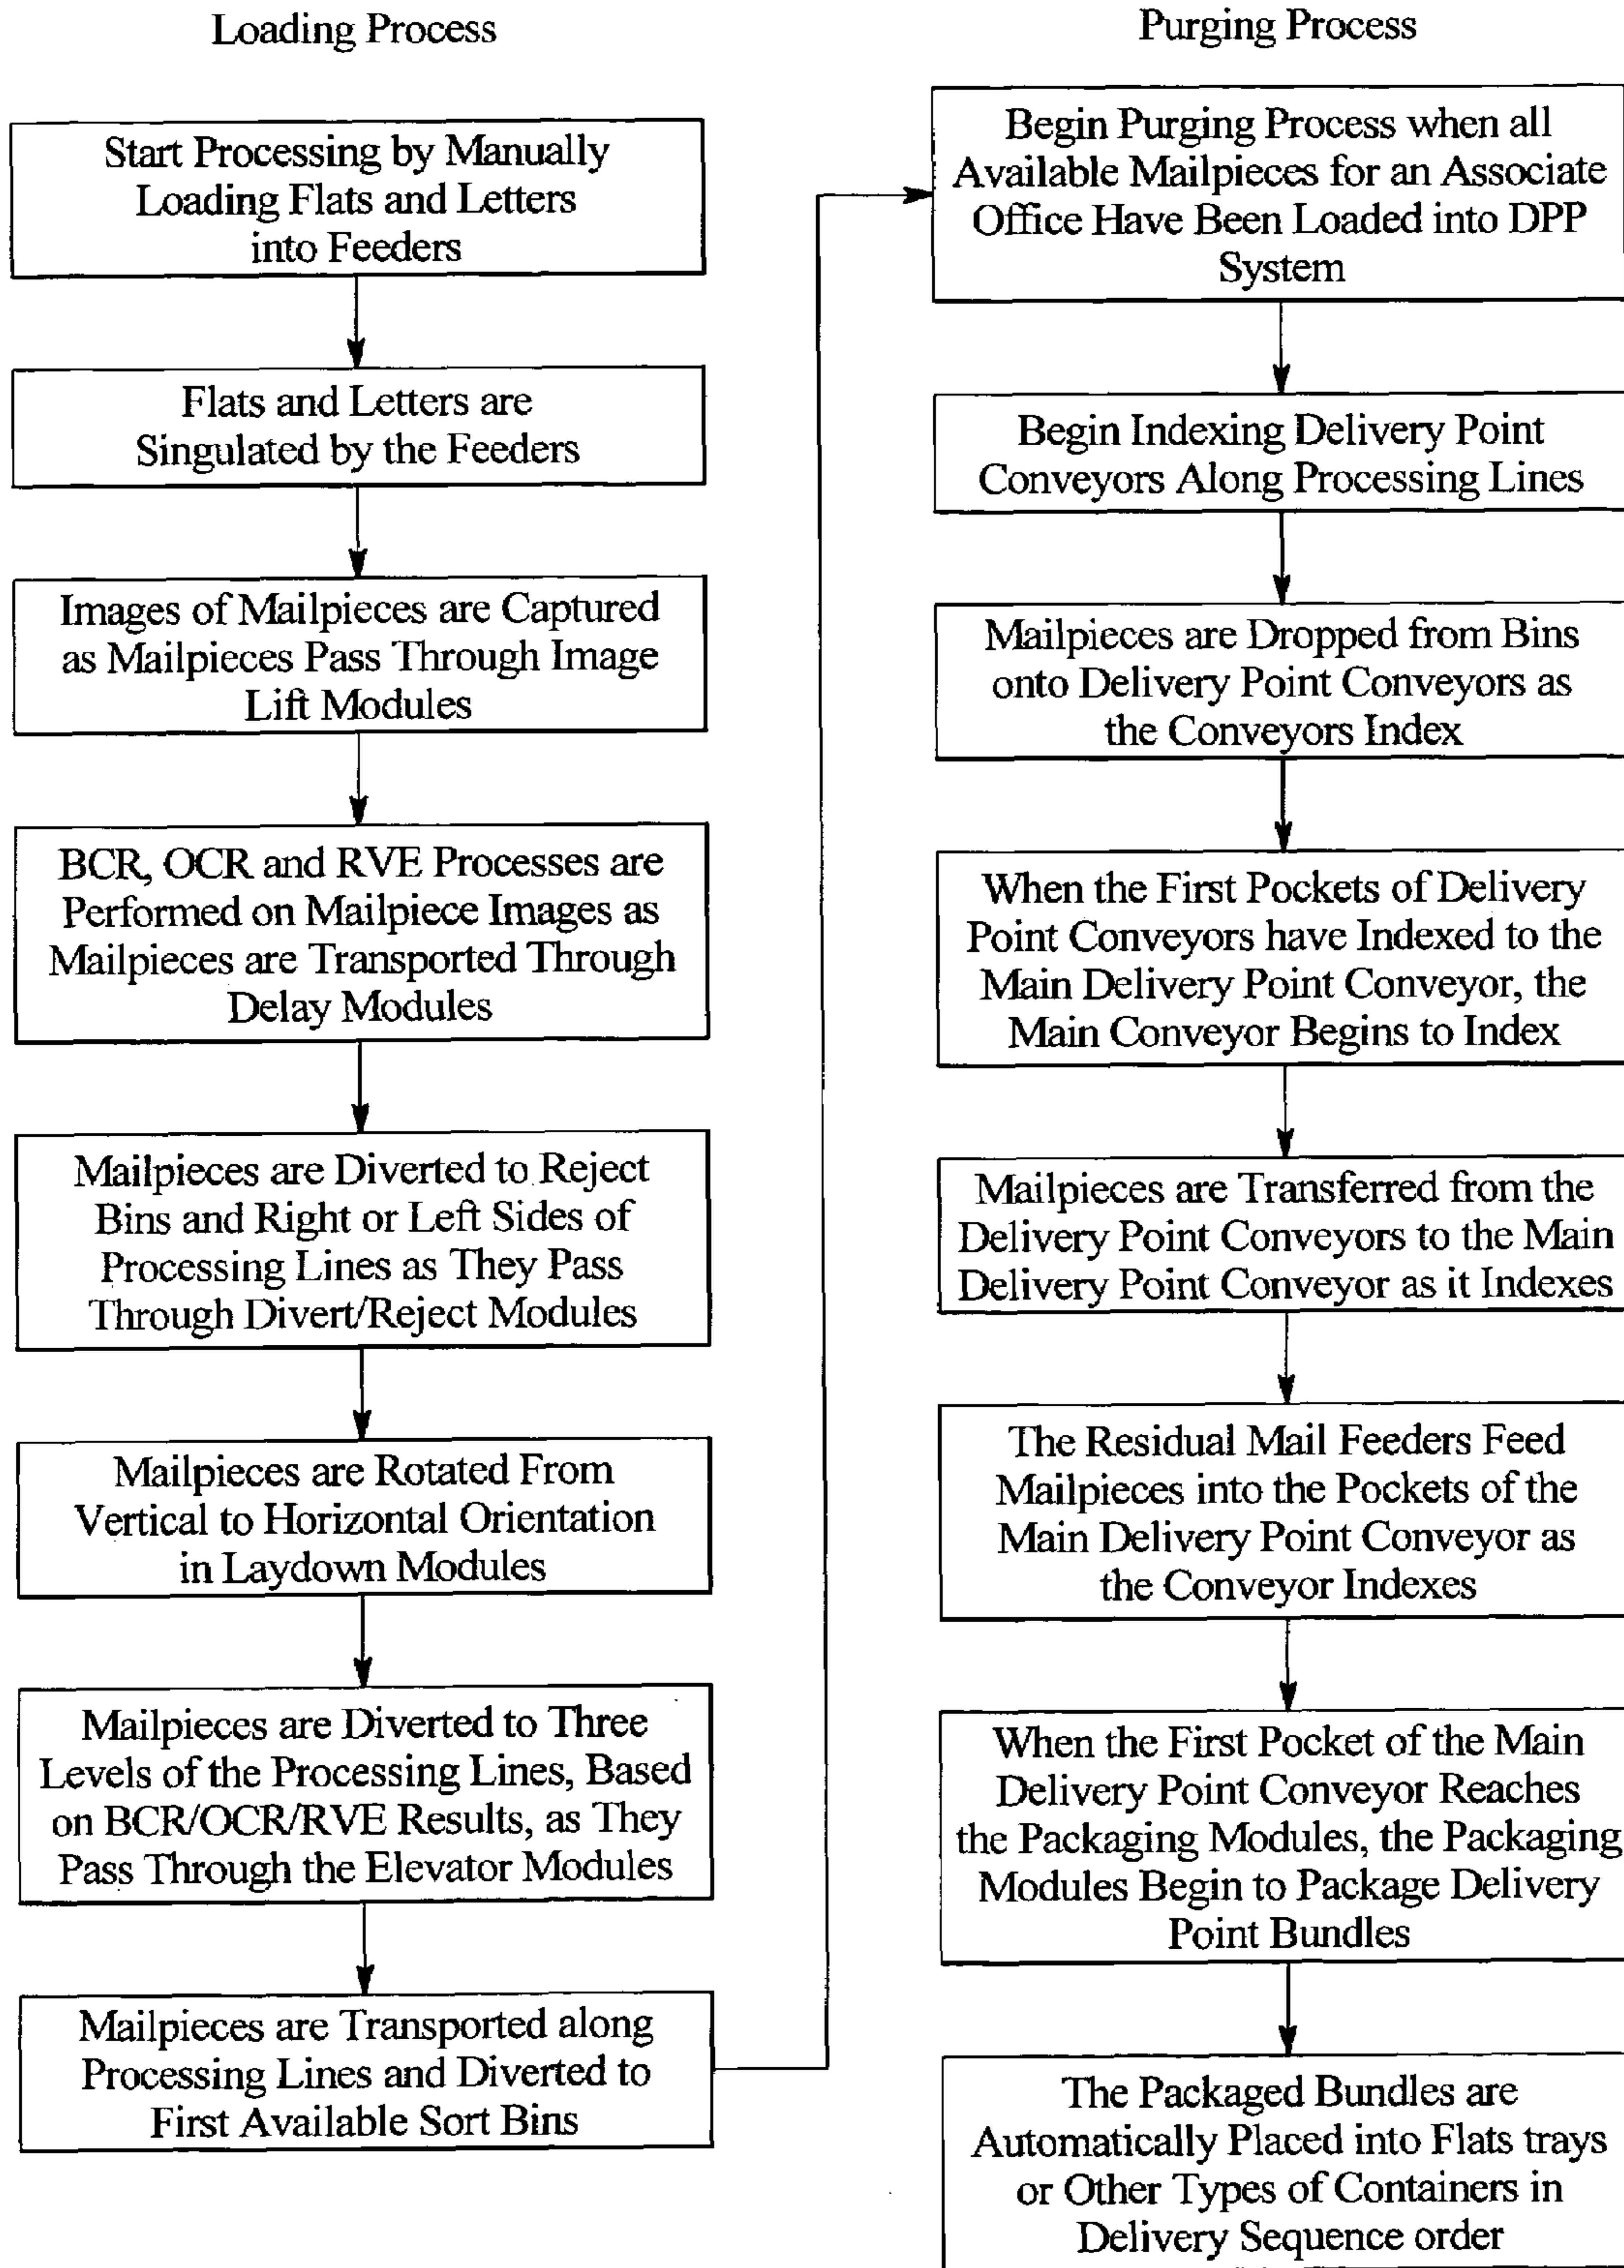 Loading Process
Start Processing by Manually
Loading Flats and Letters
into Feeders
Flats and Letters are
Singulated by the Feeders
Images of Mailpieces are Captured
as Mailpieces Pass Through Image
Lift Modules
BCR, OCR and RVE Processes are
Performed on Mailpiece Images as
Mailpieces are Transported Through
Delay Modules
Mailpieces are Diverted to Reject
Bins and Right or Left Sides of
Processing Lines as They Pass
Through Divert/Reject Modules
Mailpieces are Rotated From
Vertical to Horizontal Orientation
in Laydown Modules
Mailpieces are Diverted to Three
Levels of the Processing Lines, Based
on BCR/OCR/RVE Results, as They
Pass Through the Elevator Modules
Mailpieces are Transported along
Processing Lines and Diverted to
First Available Sort Bins
Purging Process
Begin Purging Process when all
Available Mailpieces for an Associate
Office Have Been Loaded into DPP
System
Begin Indexing Delivery Point
Conveyors Along Processing Lines
Mailpieces are Dropped from Bins
onto Delivery Point Conveyors as
the Conveyors Index
When the First Pockets of Delivery
Point Conveyors have Indexed to the
Main Delivery Point Conveyor, the
Main Conveyor Begins to Index
Mailpieces are Transferred from the
Delivery Point Conveyors to the Main
Delivery Point Conveyor as it Indexes
The Residual Mail Feeders Feed
Mailpieces into the Pockets of the
Main Delivery Point Conveyor as
the Conveyor Indexes
When the First Pocket of the Main
Delivery Point Conveyor Reaches
the Packaging Modules, the Packaging
Modules Begin to Package Delivery
Point Bundles
The Packaged Bundles are
Automatically Placed into Flats trays
or Other Types of Containers in
Delivery Sequence order